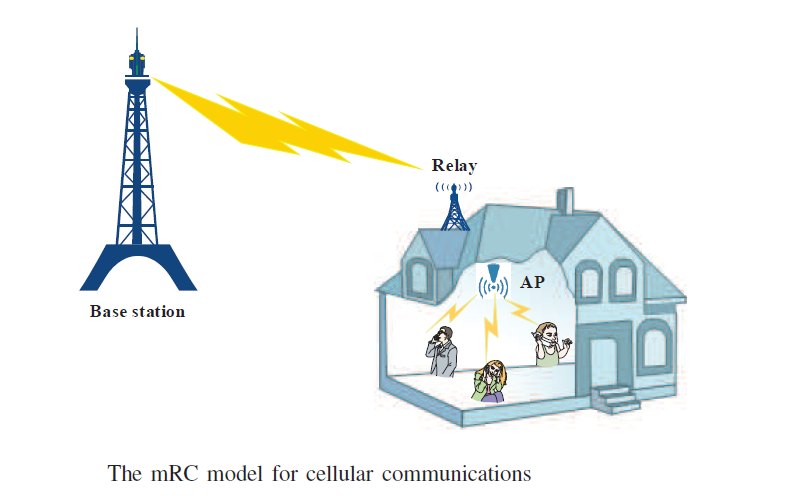 Relay
AP
Base station
The mRC model for cellular communications